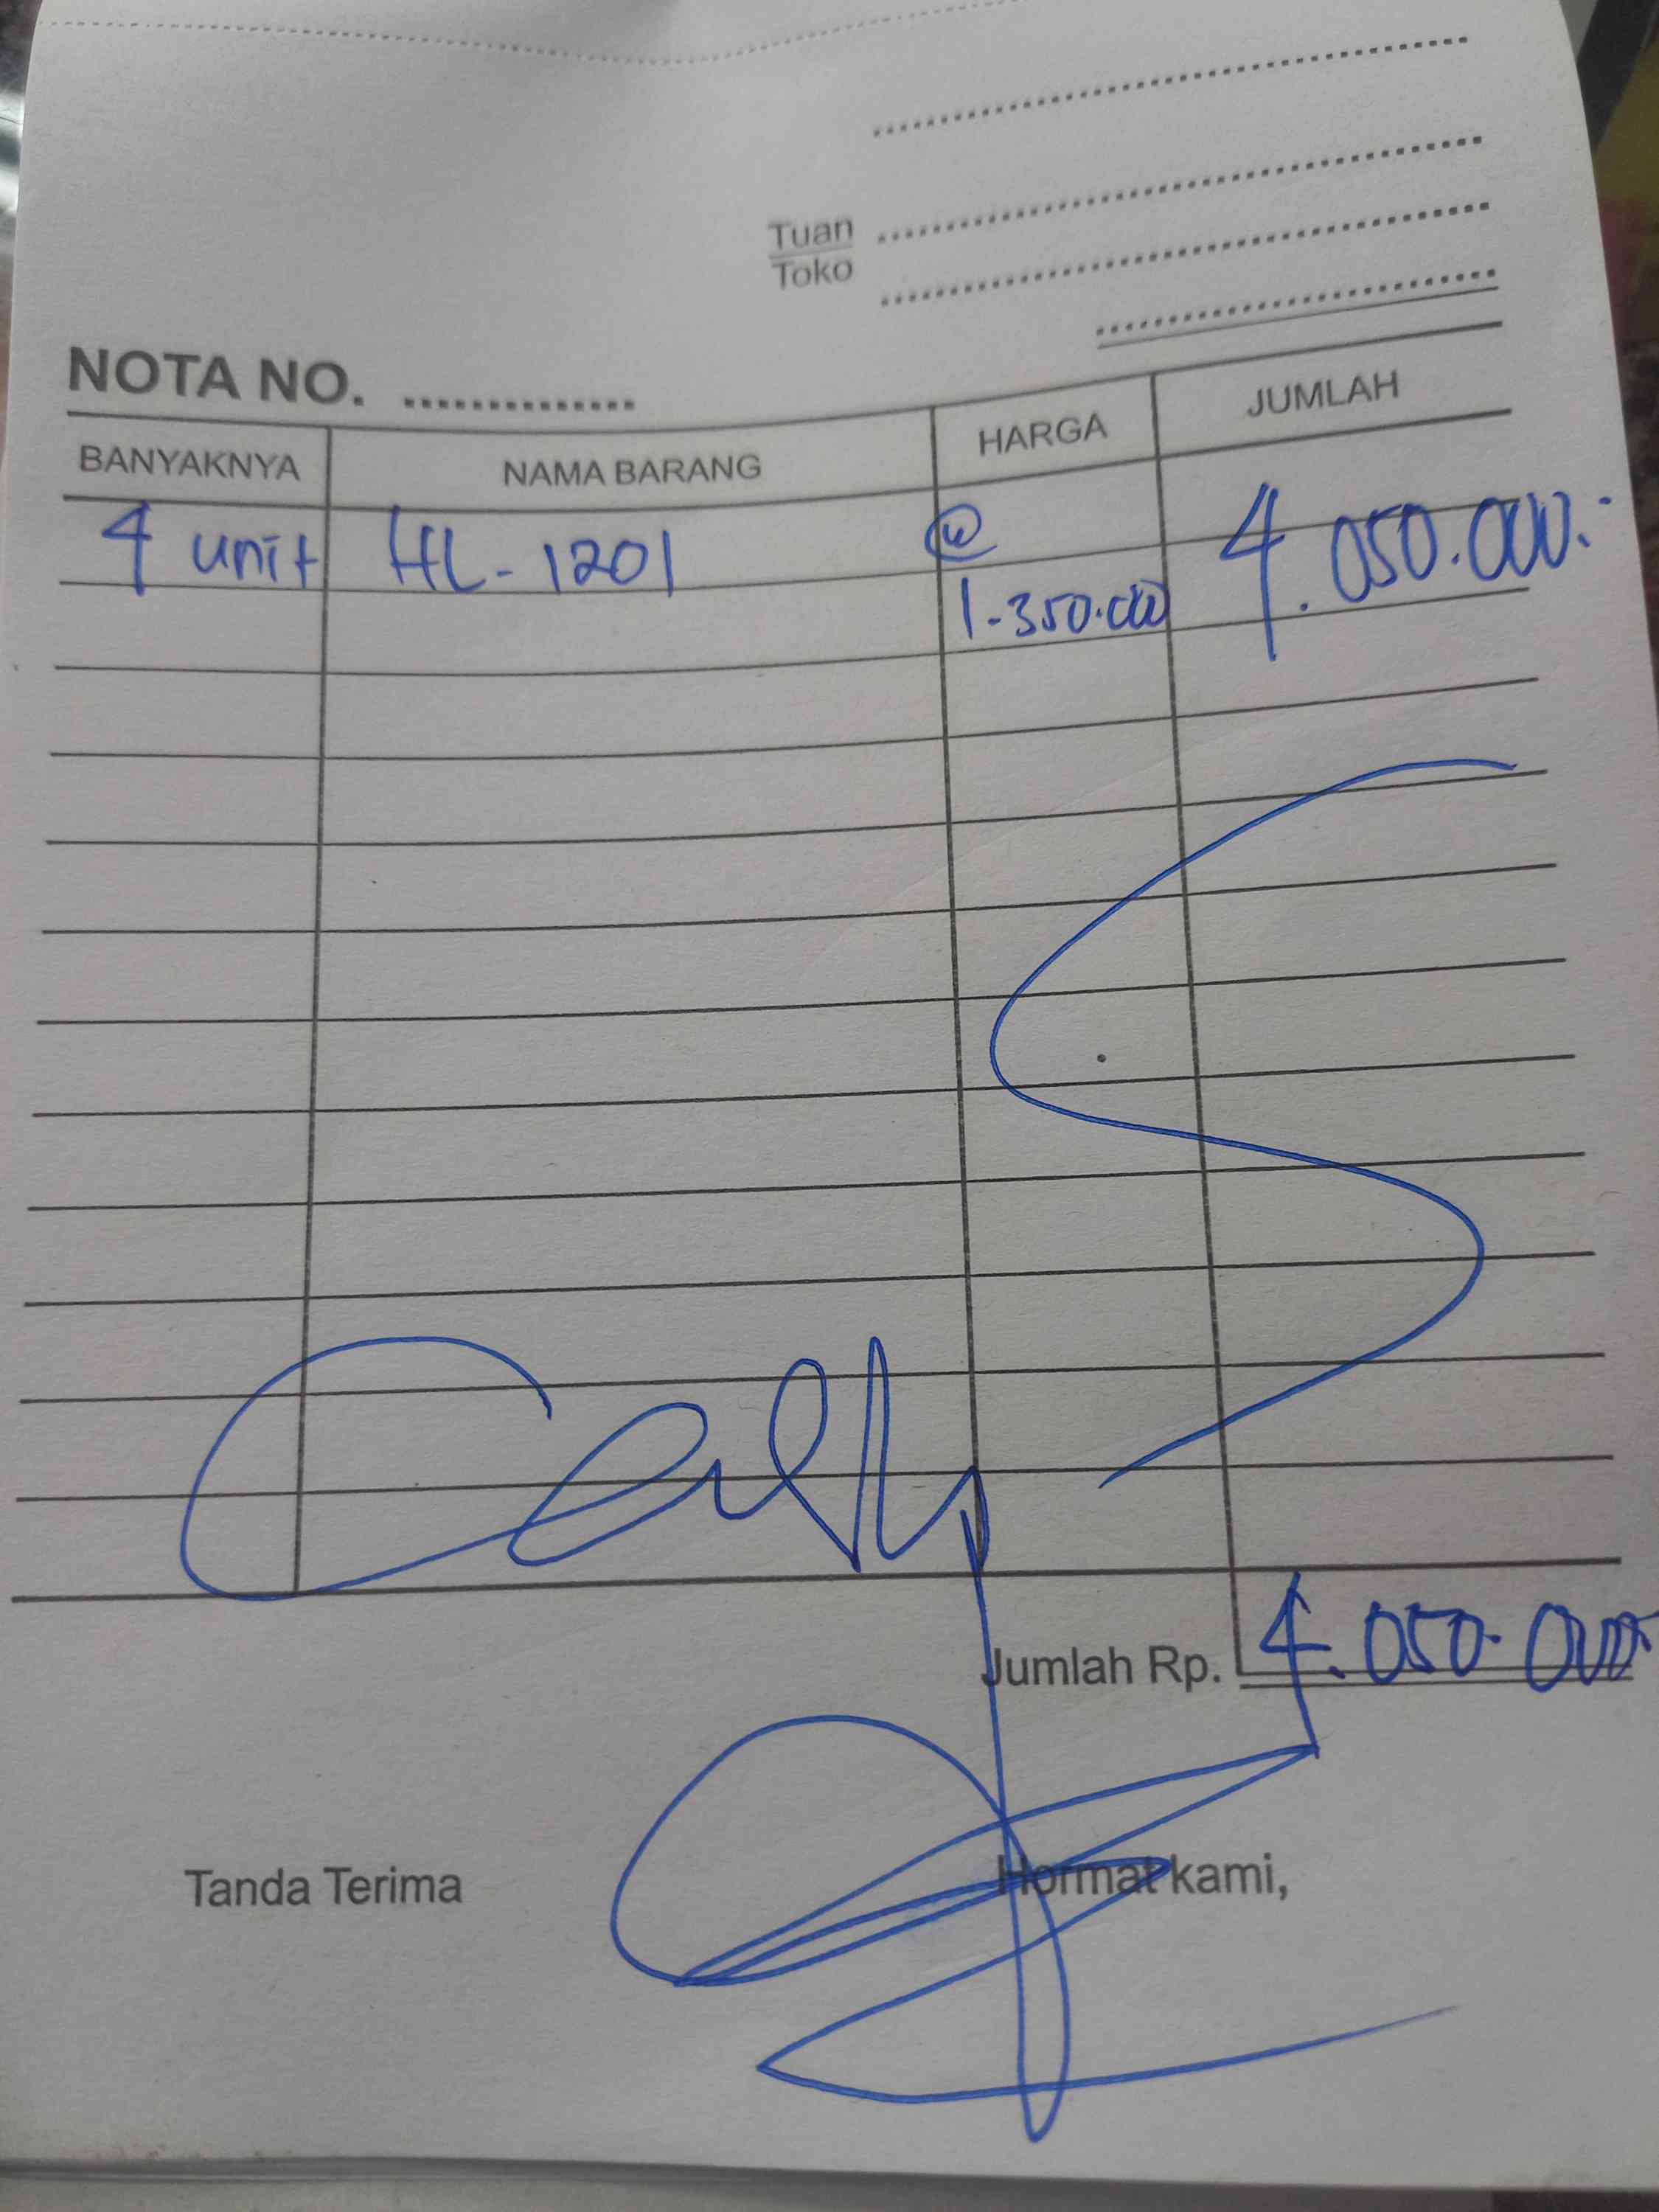 Tuan
Toko
NOTA NO. ..............
BANYAKNYA NAMA BARANG HARGA JUMLAH
4 unit HL-1201 @ 4.050.000.-
1.350.000
Cash
Jumlah Rp. 4.050.000
Tanda Terima Hormat kami,